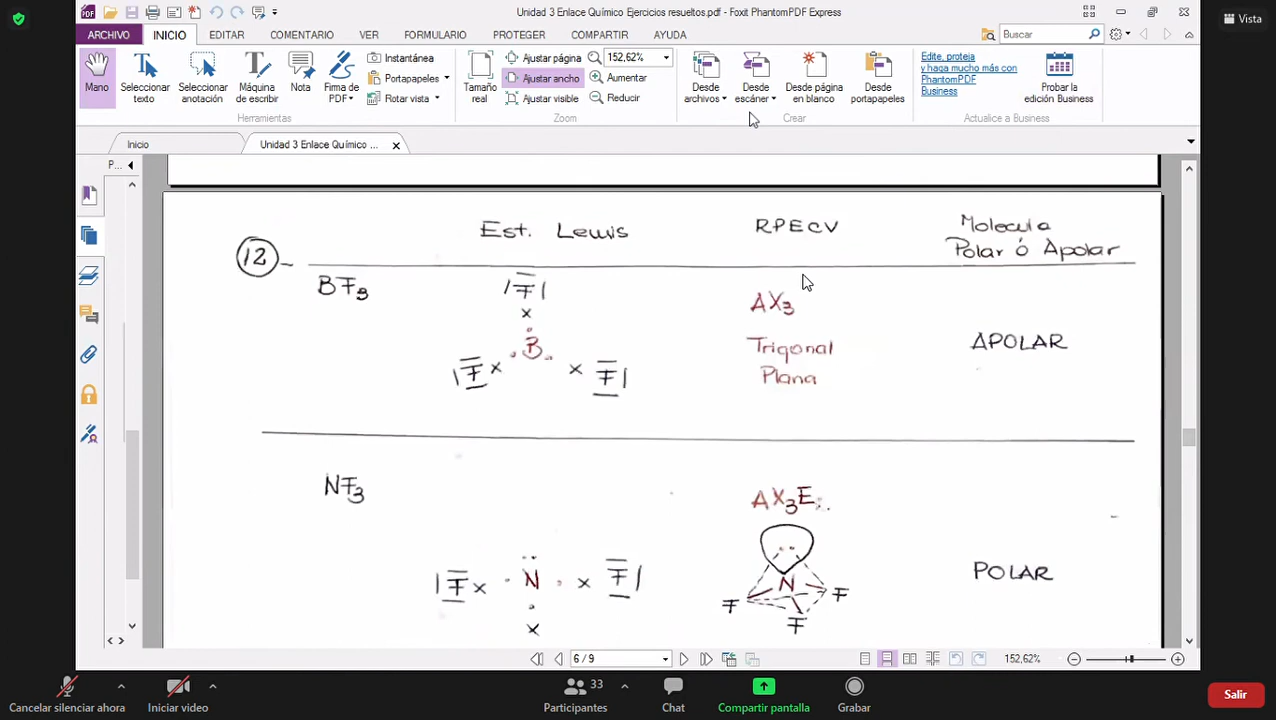 Vista
Unidad 3 Enlace Químico Ejercicios resueltos.pdf - Foxit PhantomPDF Express
ARCHIVO INICIO EDITAR COMENTARIO VER FORMULARIO PROTEGER COMPARTIR AYUDA
Buscar
Mano
Seleccionar texto
Seleccionar anotación
Máquina de escribir
Nota
Fima de PDF
Instantánea
Portapapeles
Rotar vista
Herramientas
Tamaño real
Ajustar página
Ajustar ancho
Ajustar visible
152,62%
Aumentar
Reducir
Zoom
Desde archivos
Desde escáner
Desde página en blanco
Desde portapapeles
Crear
Edite, proteja
y haga mucho más con
PhantomPDF
Business
Probar la edición Business
Actualice a Business
Inicio
Unidad 3 Enlace Químico ...
P...
12 -
Est. Lewis
RPECV
Molecula
Polar ó Apolar
BF3
|F|
x
B
|F x
x F|
AX3
Trigonal
Plana
APOLAR
NF3
|F x
N
x F|
x
AX3E
N
F
F
F
POLAR
6 / 9
152,62%
Cancelar silenciar ahora
Iniciar video
33
Participantes
Chat
Compartir pantalla
Grabar
Salir